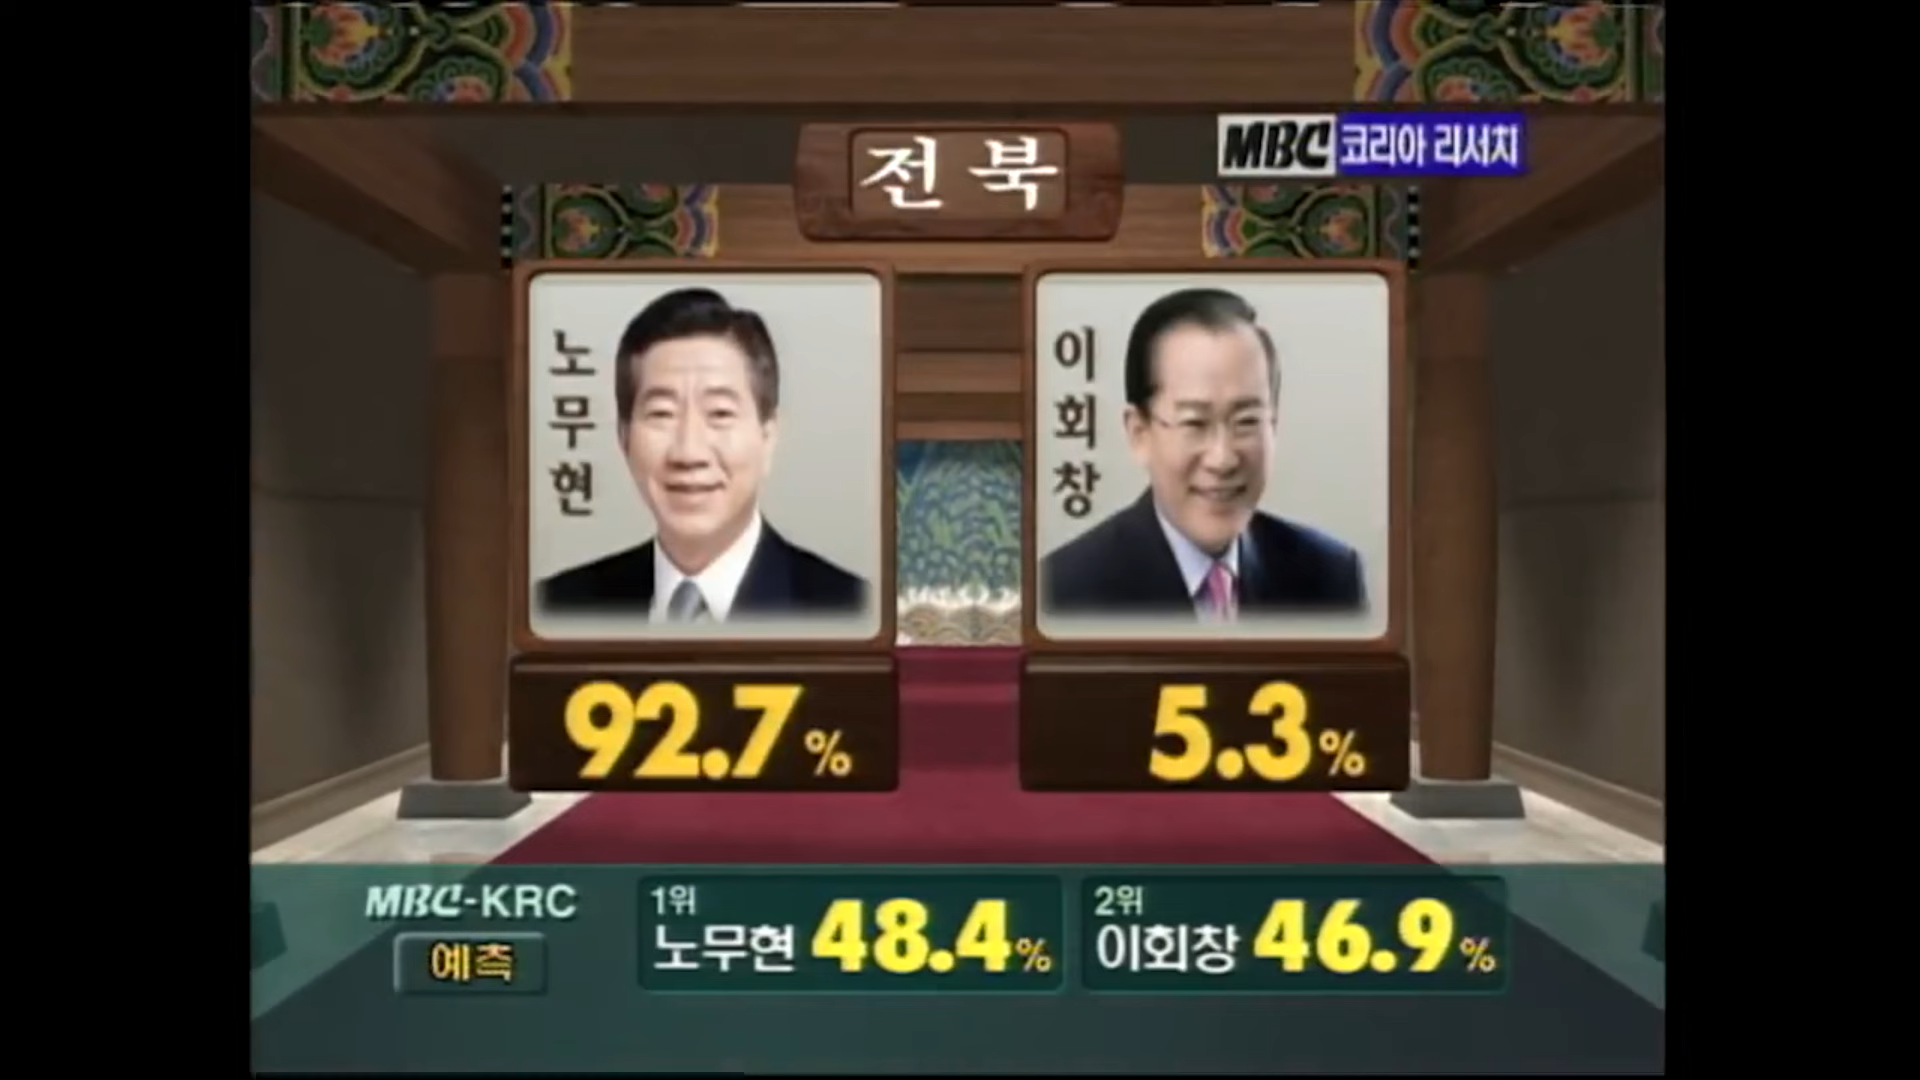 전북
MBC 코리아 리서치
노무현
이회창
92.7%
5.3%
MBC-KRC
예측
1위
노무현 48.4%
2위
이회창 46.9%